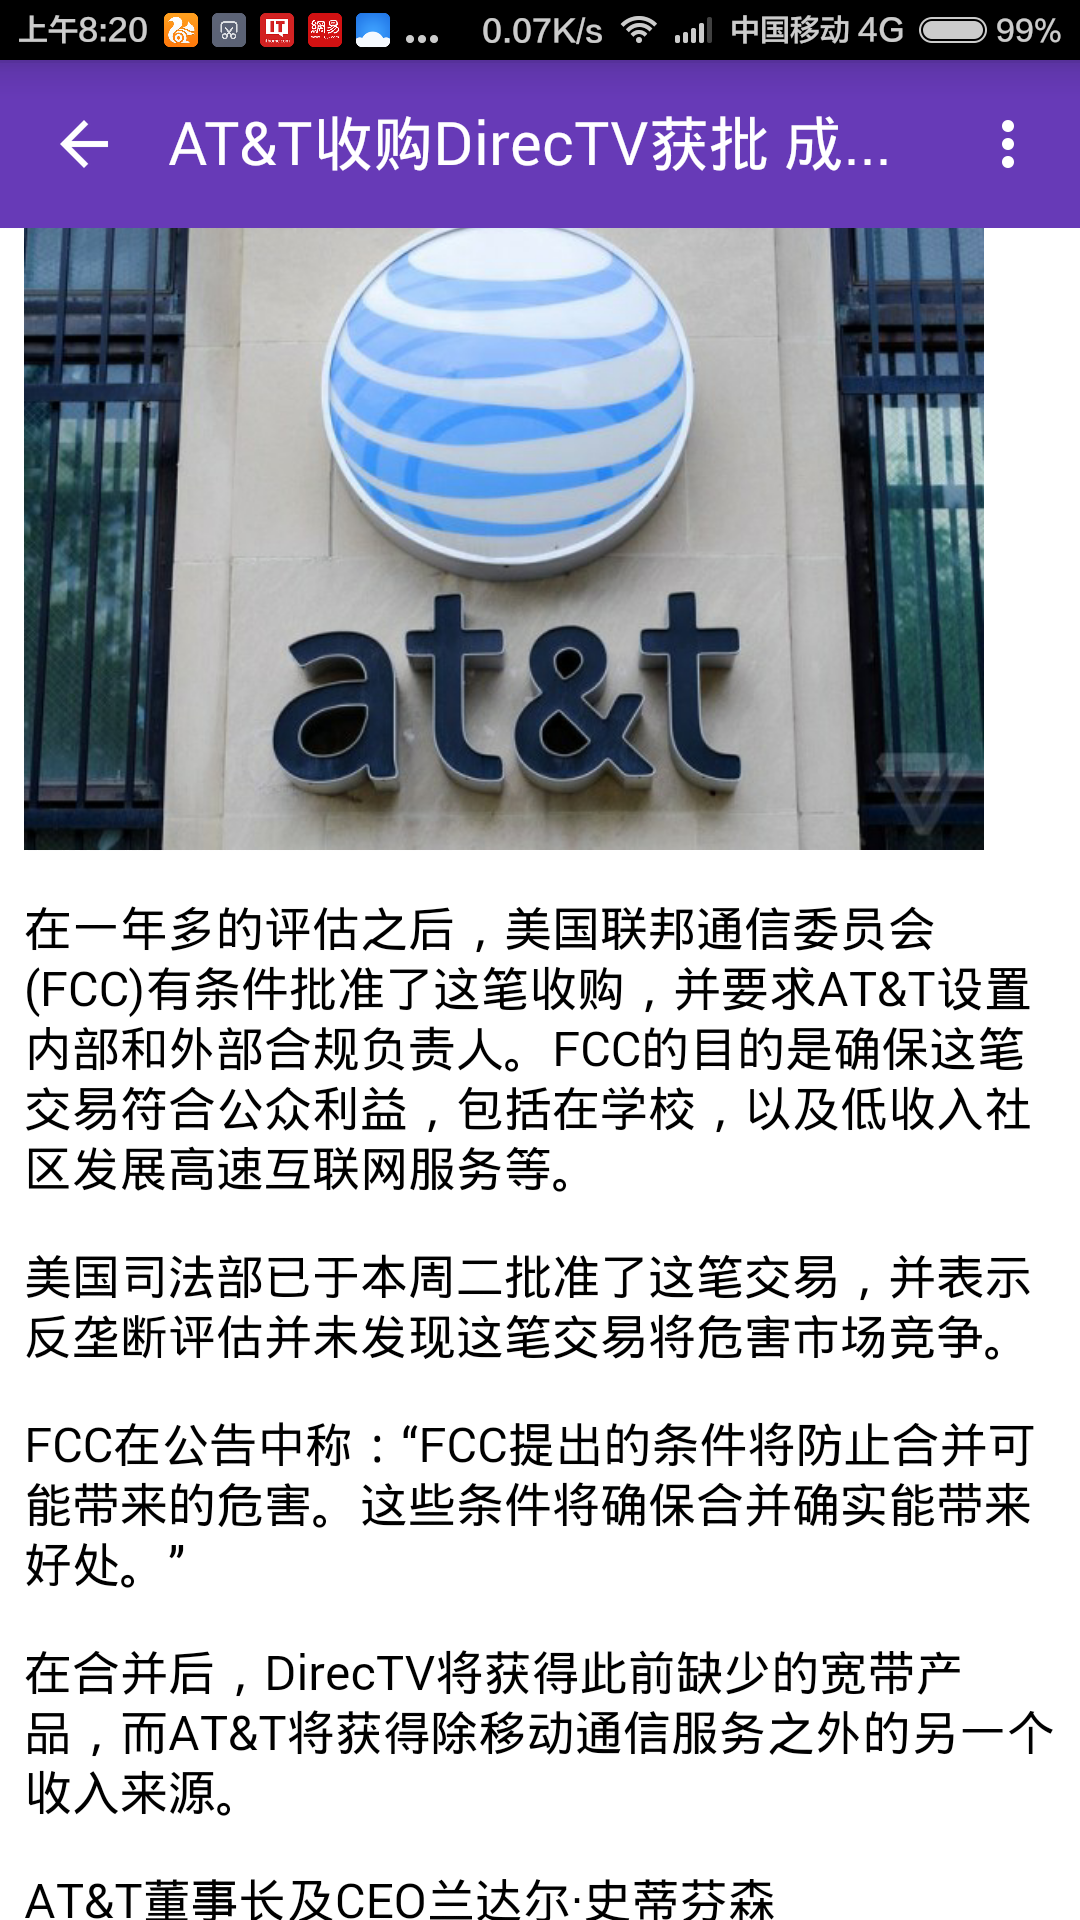 上午8:20
0.07K/s
中国移动 4G
99%
AT&T收购DirecTV获批 成...
at&t
在一年多的评估之后，美国联邦通信委员会
(FCC)有条件批准了这笔收购，并要求AT&T设置
内部和外部合规负责人。FCC的目的是确保这笔
交易符合公众利益，包括在学校，以及低收入社
区发展高速互联网服务等。
美国司法部已于本周二批准了这笔交易，并表示
反垄断评估并未发现这笔交易将危害市场竞争。
FCC在公告中称：“FCC提出的条件将防止合并可
能带来的危害。这些条件将确保合并确实能带来
好处。”
在合并后，DirecTV将获得此前缺少的宽带产
品，而AT&T将获得除移动通信服务之外的另一个
收入来源。
AT&T董事长及CEO兰达尔·史蒂芬森